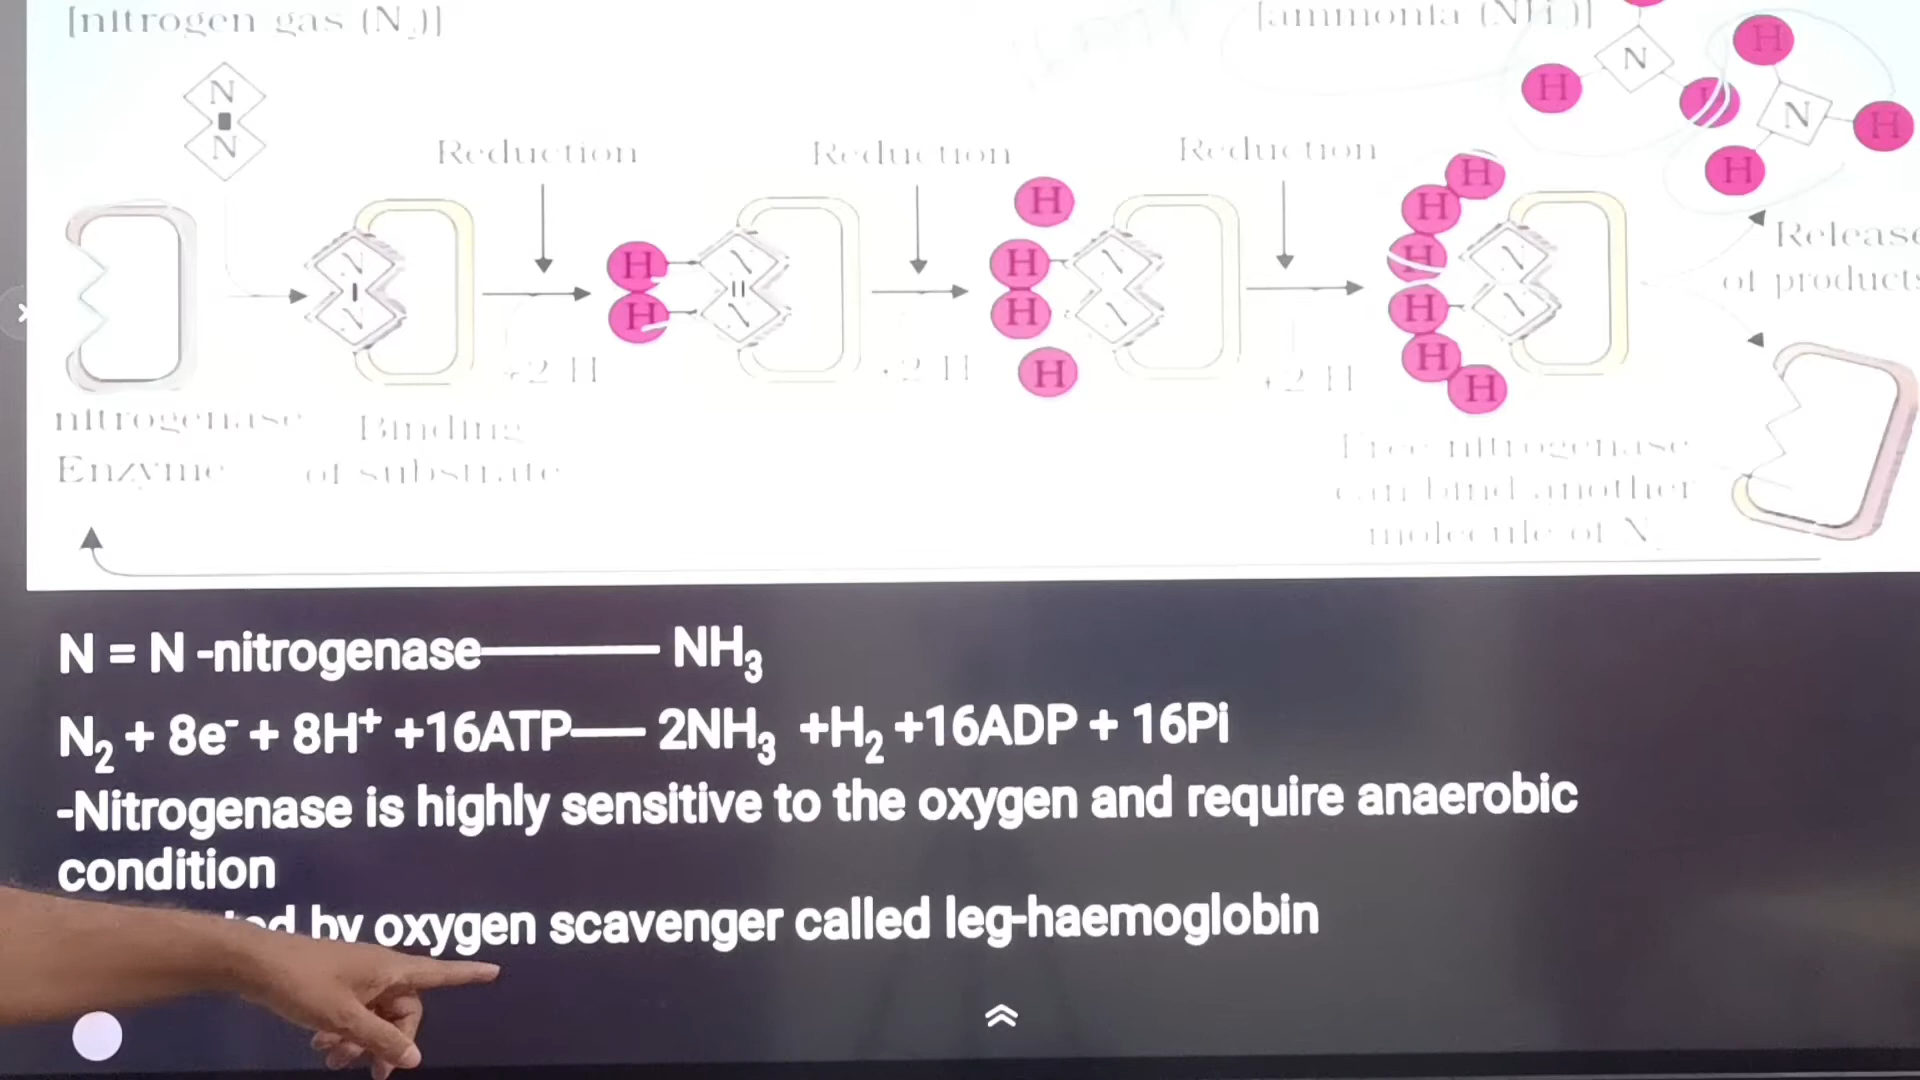 [nitrogen gas (N2)]
[ammonia (NH )]
N
N
H
N
H
H
N
H
H
Reduction
Reduction
Reduction
N
N
H
H
N
N
H
H
H
H
N
N
H
H
H
H
H
H
N
N
Release
of products
+2 H
+2 H
+2 H
nitrogenase
Enzyme
Binding
of substrate
Free nitrogenase
can bind another
molecule of N2
N = N -nitrogenase——— NH3
N2 + 8e- + 8H+ +16ATP— 2NH3 +H2 +16ADP + 16Pi
-Nitrogenase is highly sensitive to the oxygen and require anaerobic
condition
by oxygen scavenger called leg-haemoglobin